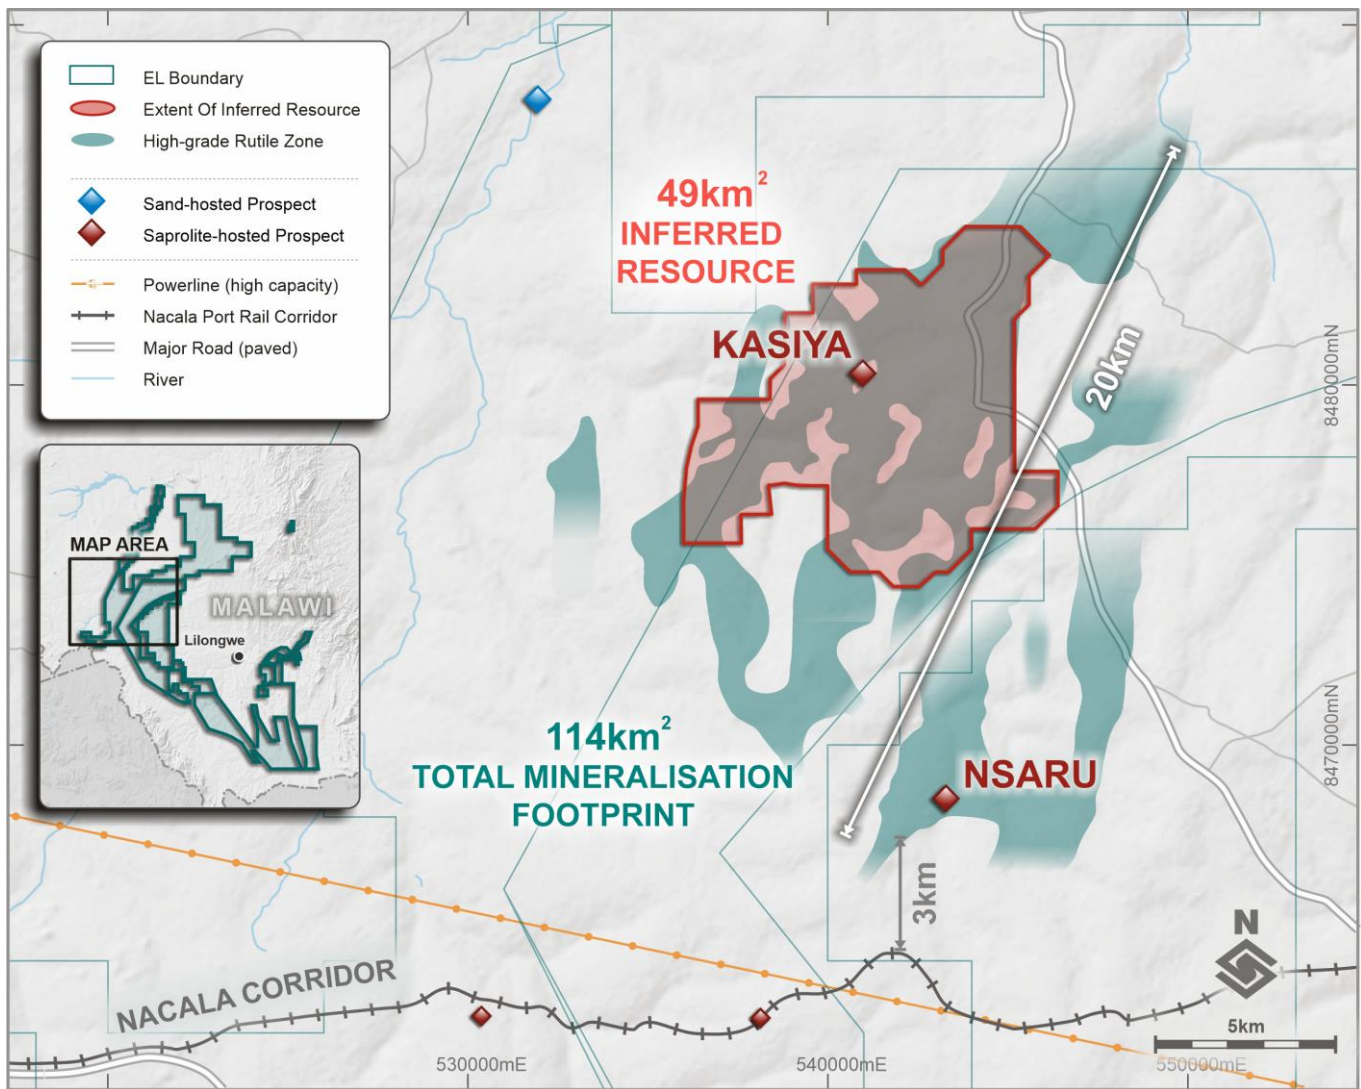 EL Boundary
Extent Of Inferred Resource
High-grade Rutile Zone
Sand-hosted Prospect
Saprolite-hosted Prospect
Powerline (high capacity)
Nacala Port Rail Corridor
Major Road (paved)
River
MAP AREA
MALAWI
Lilongwe
49km²
INFERRED
RESOURCE
KASIYA
20km
8480000mN
114km²
TOTAL MINERALISATION
FOOTPRINT
NSARU
8470000mN
3km
NACALA CORRIDOR
N
5km
530000mE
540000mE
550000mE